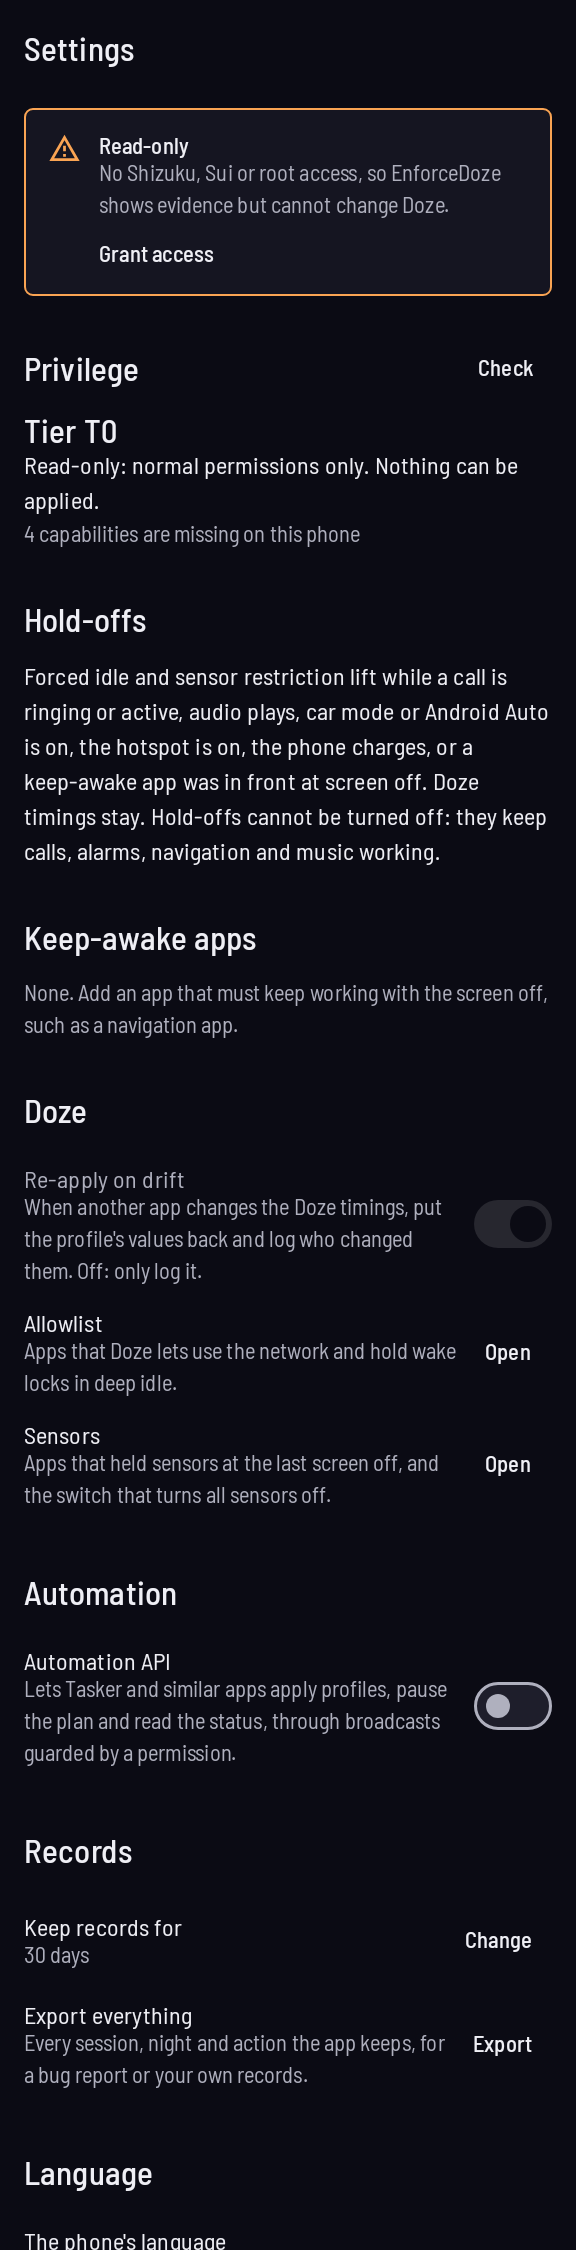 Settings
Read-only
No Shizuku, Sui or root access, so EnforceDoze
shows evidence but cannot change Doze.
Grant access
Privilege
Check
Tier T0
Read-only: normal permissions only. Nothing can be
applied.
4 capabilities are missing on this phone
Hold-offs
Forced idle and sensor restriction lift while a call is
ringing or active, audio plays, car mode or Android Auto
is on, the hotspot is on, the phone charges, or a
keep-awake app was in front at screen off. Doze
timings stay. Hold-offs cannot be turned off: they keep
calls, alarms, navigation and music working.
Keep-awake apps
None. Add an app that must keep working with the screen off,
such as a navigation app.
Doze
Re-apply on drift
When another app changes the Doze timings, put
the profile's values back and log who changed
them. Off: only log it.
Allowlist
Apps that Doze lets use the network and hold wake
locks in deep idle.
Open
Sensors
Apps that held sensors at the last screen off, and
the switch that turns all sensors off.
Open
Automation
Automation API
Lets Tasker and similar apps apply profiles, pause
the plan and read the status, through broadcasts
guarded by a permission.
Records
Keep records for
30 days
Change
Export everything
Every session, night and action the app keeps, for
a bug report or your own records.
Export
Language
The phone's language